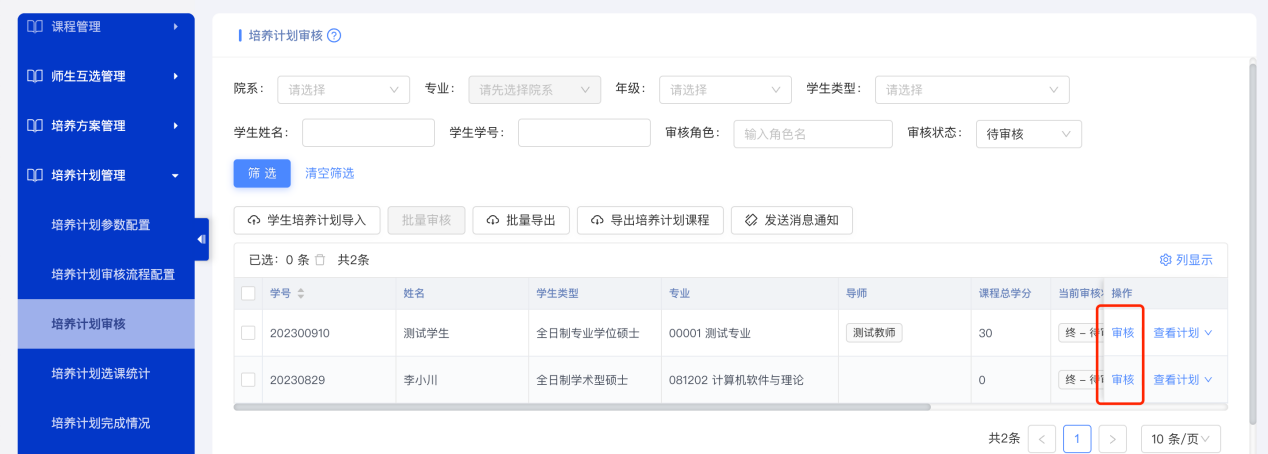 课程管理
师生互选管理
培养方案管理
培养计划管理
培养计划参数配置
培养计划审核流程配置
培养计划审核
培养计划选课统计
培养计划完成情况
培养计划审核
院系: 请选择 专业: 请先选择院系 年级: 请选择 学生类型: 请选择
学生姓名: 学生学号: 审核角色: 输入角色名 审核状态: 待审核
筛 选 清空筛选
学生培养计划导入 批量审核 批量导出 导出培养计划课程 发送消息通知
已选: 0 条 共2条 列显示
学号 姓名 学生类型 专业 导师 课程总学分 当前审核 操作
202300910 测试学生 全日制专业学位硕士 00001 测试专业 测试教师 30 终 – 待 审核 查看计划
20230829 李小川 全日制学术型硕士 081202 计算机软件与理论 0 终 – 待 审核 查看计划
共2条 < 1 > 10 条/页